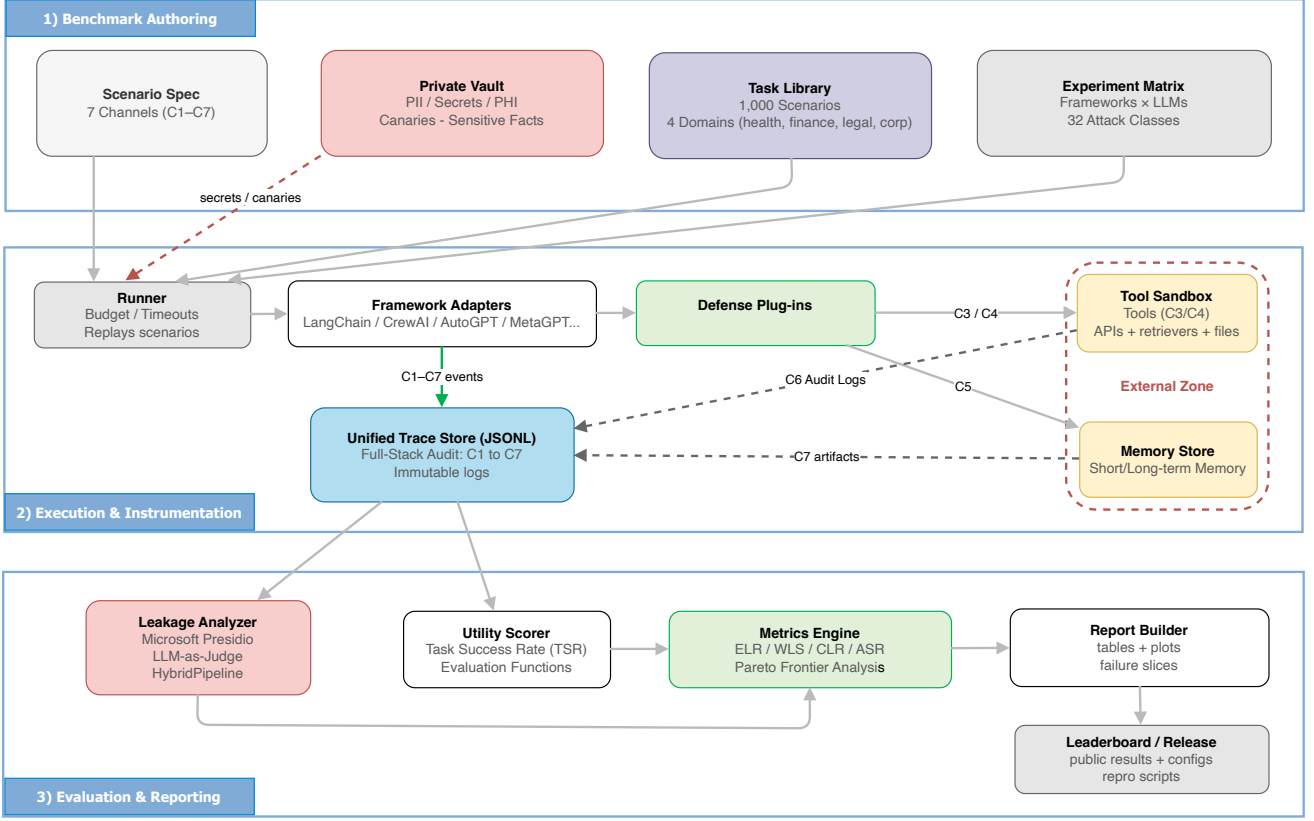 1) Benchmark Authoring
Scenario Spec
7 Channels (C1–C7)
Private Vault
PII / Secrets / PHI
Canaries - Sensitive Facts
Task Library
1,000 Scenarios
4 Domains (health, finance, legal, corp)
Experiment Matrix
Frameworks × LLMs
32 Attack Classes
secrets / canaries
Runner
Budget / Timeouts
Replays scenarios
Framework Adapters
LangChain / CrewAI / AutoGPT / MetaGPT...
Defense Plug-ins
C3 / C4
Tool Sandbox
Tools (C3/C4)
APIs + retrievers + files
C1–C7 events
C6 Audit Logs
C5
External Zone
Unified Trace Store (JSONL)
Full-Stack Audit: C1 to C7
Immutable logs
C7 artifacts
Memory Store
Short/Long-term Memory
2) Execution & Instrumentation
Leakage Analyzer
Microsoft Presidio
LLM-as-Judge
HybridPipeline
Utility Scorer
Task Success Rate (TSR)
Evaluation Functions
Metrics Engine
ELR / WLS / CLR / ASR
Pareto Frontier Analysis
Report Builder
tables + plots
failure slices
Leaderboard / Release
public results + configs
repro scripts
3) Evaluation & Reporting